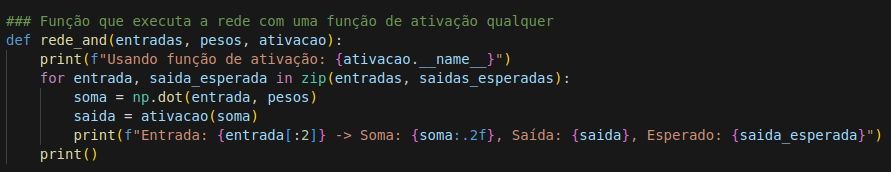 ### Função que executa a rede com uma função de ativação qualquer
def rede_and(entradas, pesos, ativacao):
    print(f"Usando função de ativação: {ativacao.__name__}")
    for entrada, saida_esperada in zip(entradas, saidas_esperadas):
        soma = np.dot(entrada, pesos)
        saida = ativacao(soma)
        print(f"Entrada: {entrada[:2]} -> Soma: {soma:.2f}, Saída: {saida}, Esperado: {saida_esperada}")
    print()